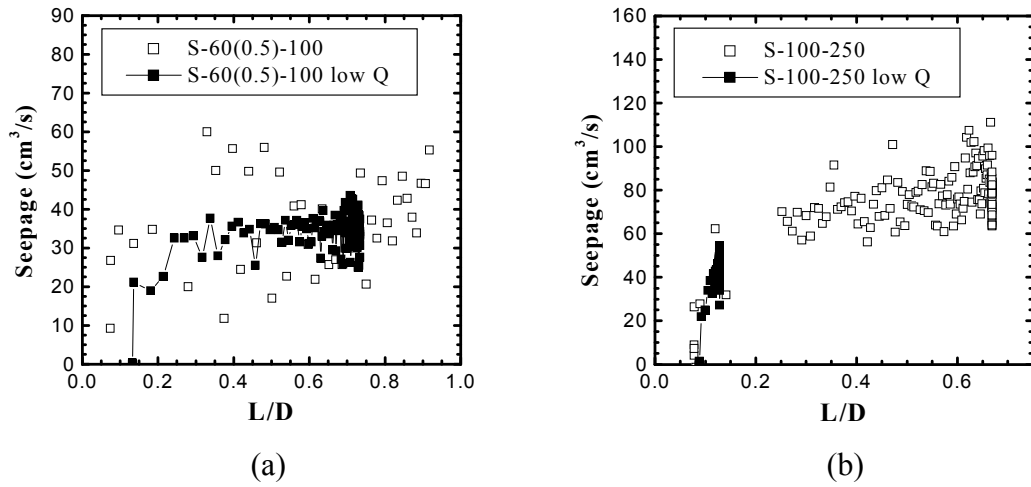 90
80
70
60
50
40
30
20
10
0
Seepage (cm³/s)
S-60(0.5)-100
S-60(0.5)-100 low Q
0.0 0.2 0.4 0.6 0.8 1.0
L/D
(a)
160
140
120
100
80
60
40
20
0
Seepage (cm³/s)
S-100-250
S-100-250 low Q
0.0 0.2 0.4 0.6
L/D
(b)